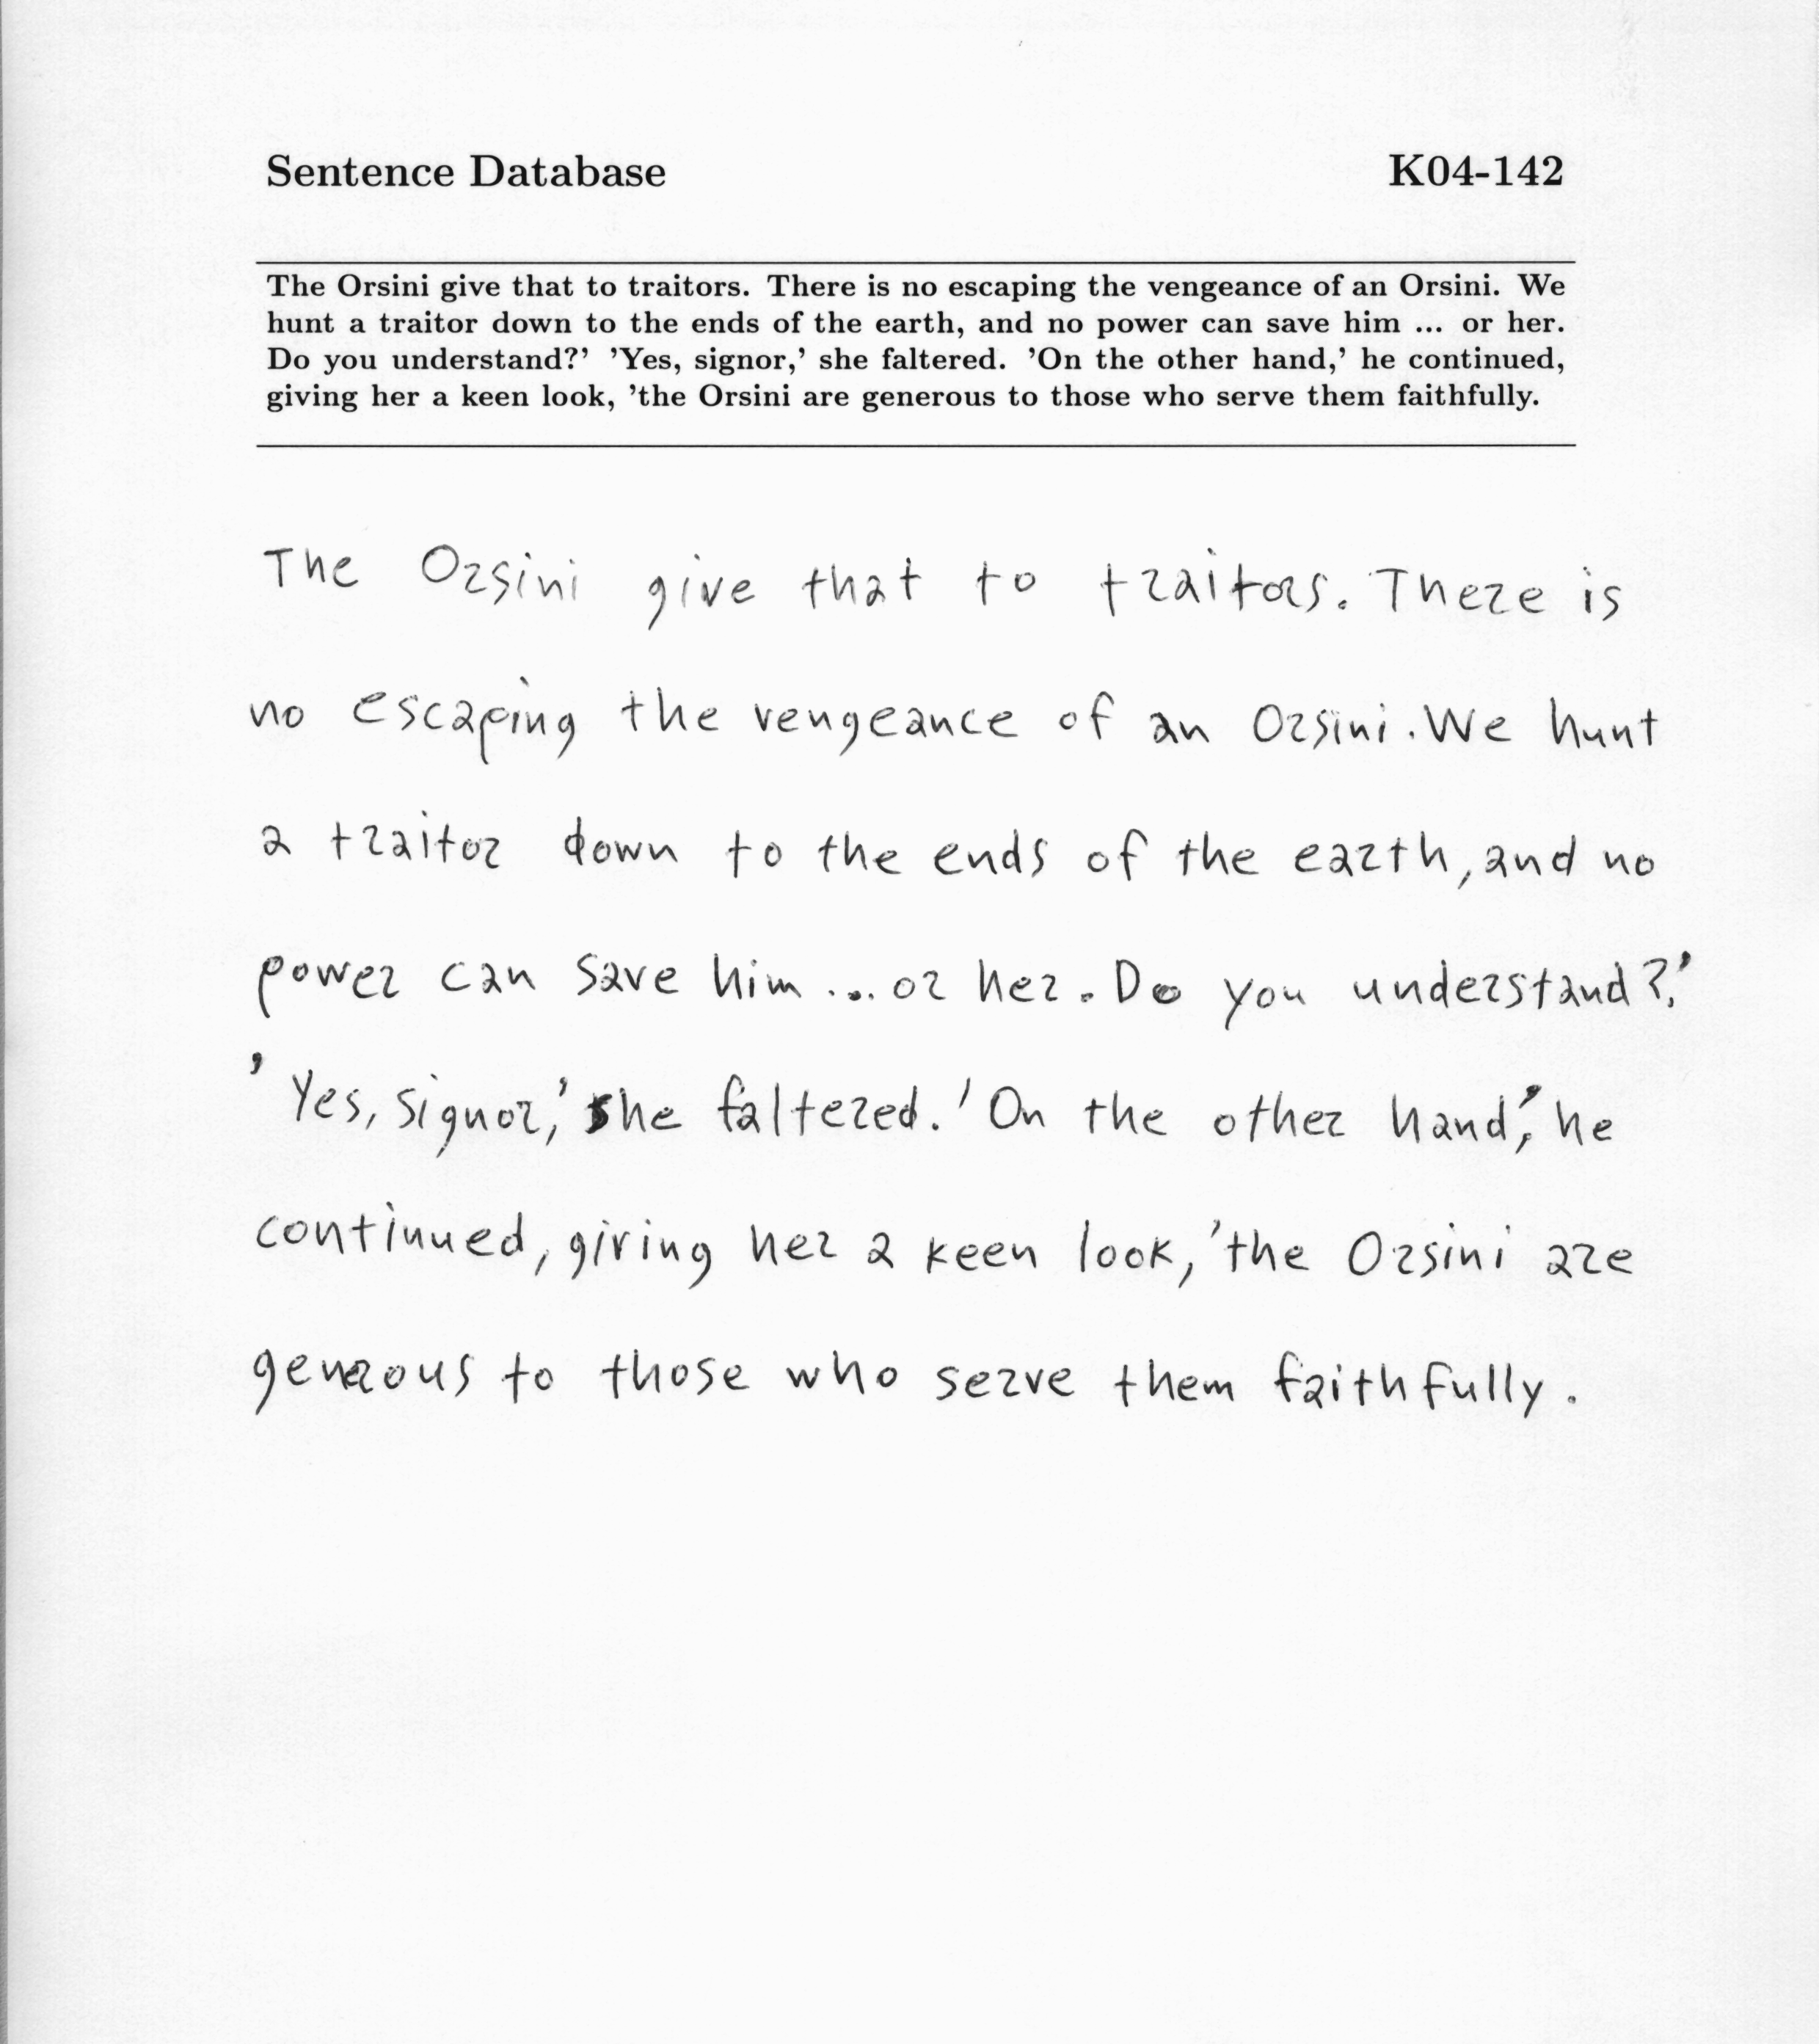 Sentence Database K04-142
The Orsini give that to traitors. There is no escaping the vengeance of an Orsini. We
hunt a traitor down to the ends of the earth, and no power can save him ... or her.
Do you understand?' 'Yes, signor,' she faltered. 'On the other hand,' he continued,
giving her a keen look, 'the Orsini are generous to those who serve them faithfully.
The Orsini give that to traitors. There is
no escaping the vengeance of an Orsini. We hunt
a traitor down to the ends of the earth, and no
power can save him ... or her. Do you understand?'
'Yes, signor,' she faltered. 'On the other hand,' he
continued, giving her a keen look, 'the Orsini are
generous to those who serve them faithfully.